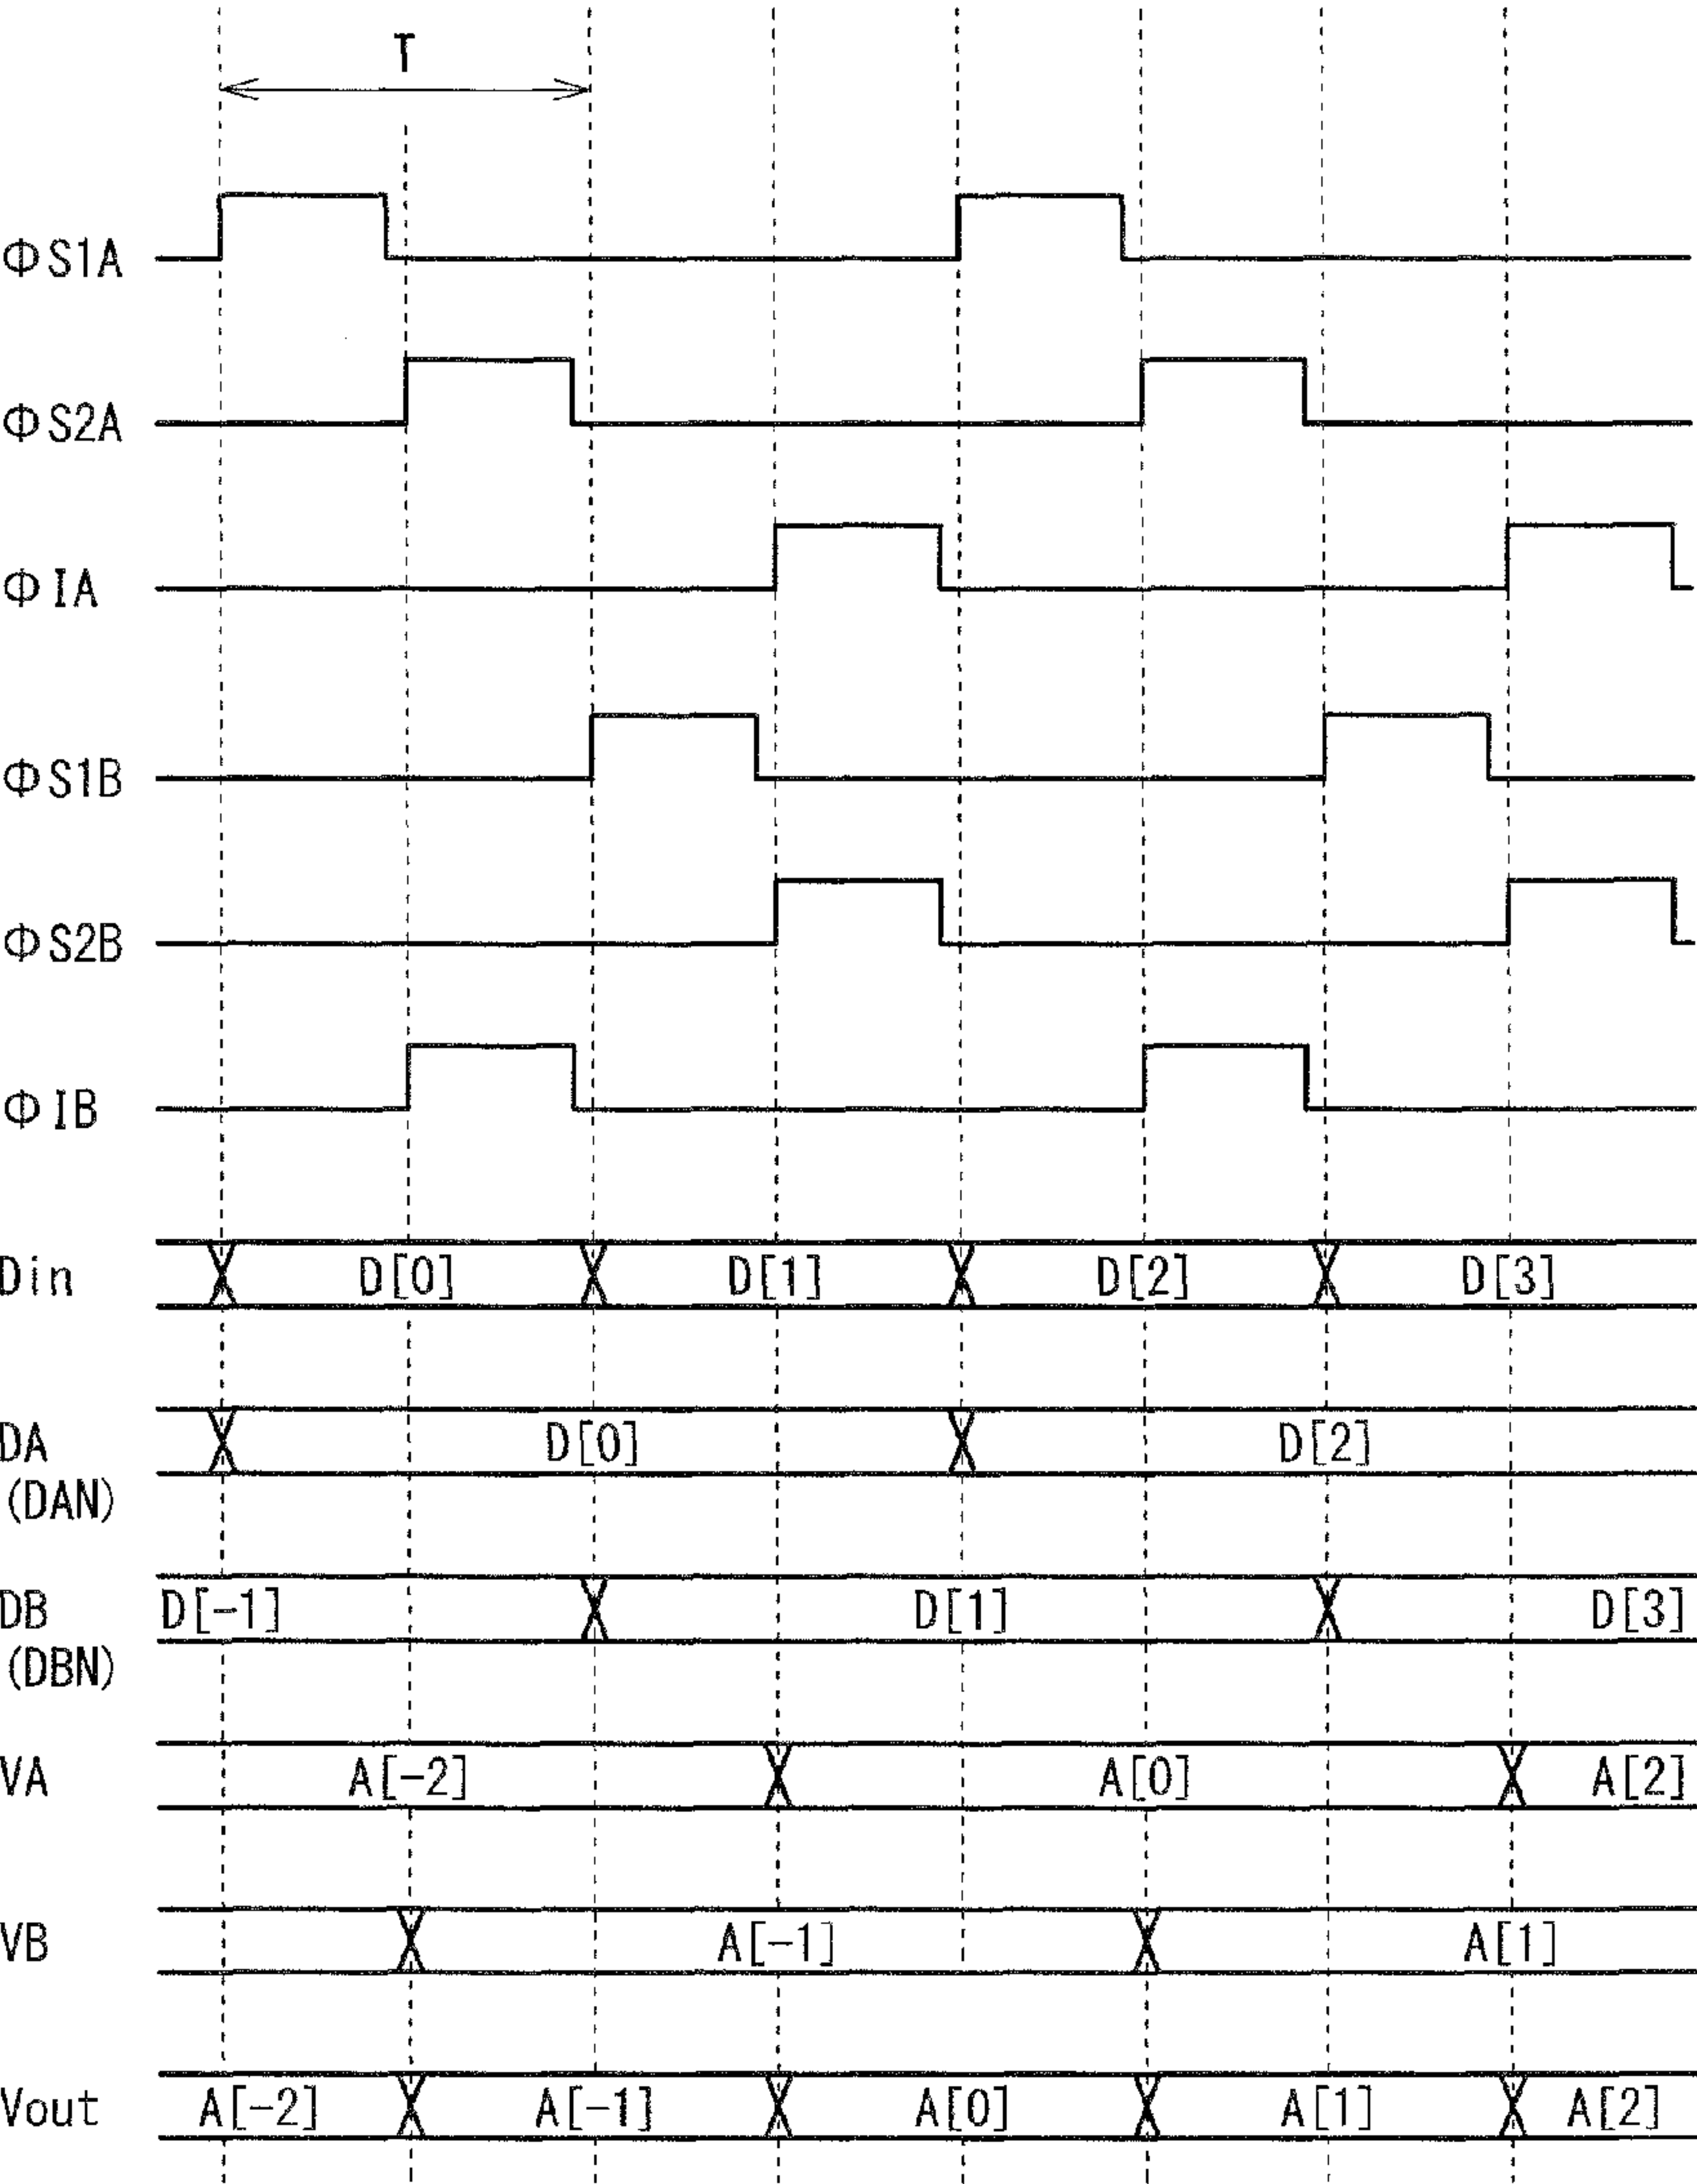 T
ΦS1A
ΦS2A
ΦIA
ΦS1B
ΦS2B
ΦIB
Din D[0] D[1] D[2] D[3]
DA D[0] D[2]
(DAN)
DB D[-1] D[1] D[3]
(DBN)
VA A[-2] A[0] A[2]
VB A[-1] A[1]
Vout A[-2] A[-1] A[0] A[1] A[2]